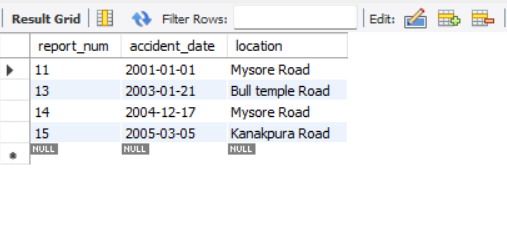 Result Grid Filter Rows: Edit:
report_num accident_date location
11 2001-01-01 Mysore Road
13 2003-01-21 Bull temple Road
14 2004-12-17 Mysore Road
15 2005-03-05 Kanakpura Road
NULL NULL NULL